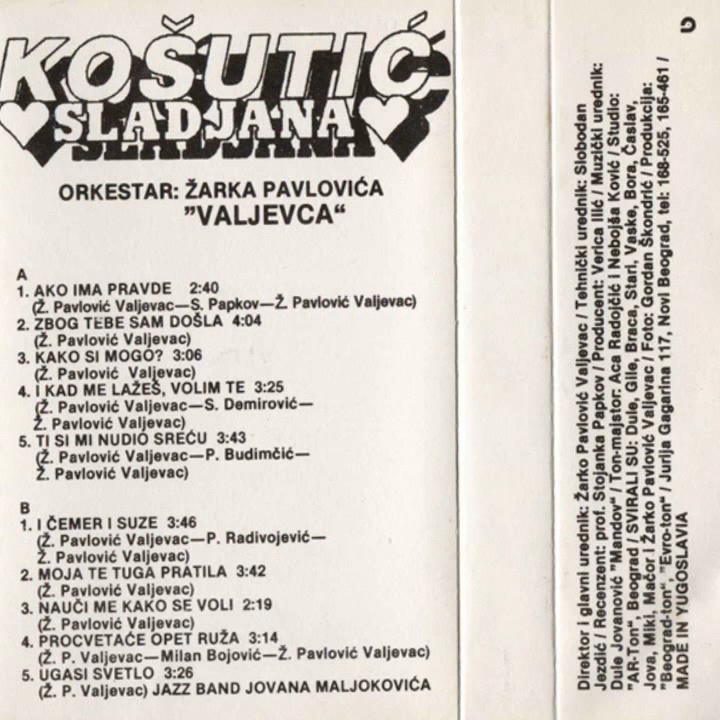 KOŠUTIĆ
SLADJANA
ORKESTAR: ŽARKA PAVLOVIĆA
”VALJEVCA“
A
1. AKO IMA PRAVDE 2:40
(Ž. Pavlović Valjevac—S. Papkov—Ž. Pavlović Valjevac)
2. ZBOG TEBE SAM DOŠLA 4:04
(Ž. Pavlović Valjevac)
3. KAKO SI MOGO? 3:06
(Ž. Pavlović Valjevac)
4. I KAD ME LAŽEŠ, VOLIM TE 3:25
(Ž. Pavlović Valjevac—S. Demirović—
Ž. Pavlović Valjevac)
5. TI SI MI NUDIO SREĆU 3:43
(Ž. Pavlović Valjevac—P. Budimčić—
Ž. Pavlović Valjevac)
B
1. I ČEMER I SUZE 3:46
(Ž. Pavlović Valjevac—P. Radivojević—
Ž. Pavlović Valjevac)
2. MOJA TE TUGA PRATILA 3:42
(Ž. Pavlović Valjevac)
3. NAUČI ME KAKO SE VOLI 2:19
(Ž. Pavlović Valjevac)
4. PROCVETAĆE OPET RUŽA 3:14
(Ž. P. Valjevac—Milan Bojović—Ž. Pavlović Valjevac)
5. UGASI SVETLO 3:26
(Ž. P. Valjevac) JAZZ BAND JOVANA MALJOKOVIĆA
Direktor i glavni urednik: Žarko Pavlović Valjevac / Tehnički urednik: Slobodan
Jezdić / Recenzent: prof. Stojanka Papkov / Producent: Verica Ilić / Muzički urednik:
Dule Jovanović ”Mandov“ / Ton-majstor: Aca Radojčić i Nebojša Ković / Studio:
”AR-Ton“, Beograd / SVIRALI SU: Dule, Gile, Braca, Stari, Vaske, Bora, Časlav,
Jova, Miki, Mačor i Žarko Pavlović Valjevac / Foto: Gordan Škondrić / Produkcija:
”Beograd-ton“, ”Evro-ton“ / Jurija Gagarina 117, Novi Beograd, tel: 168-525, 165-461 /
MADE IN YUGOSLAVIA